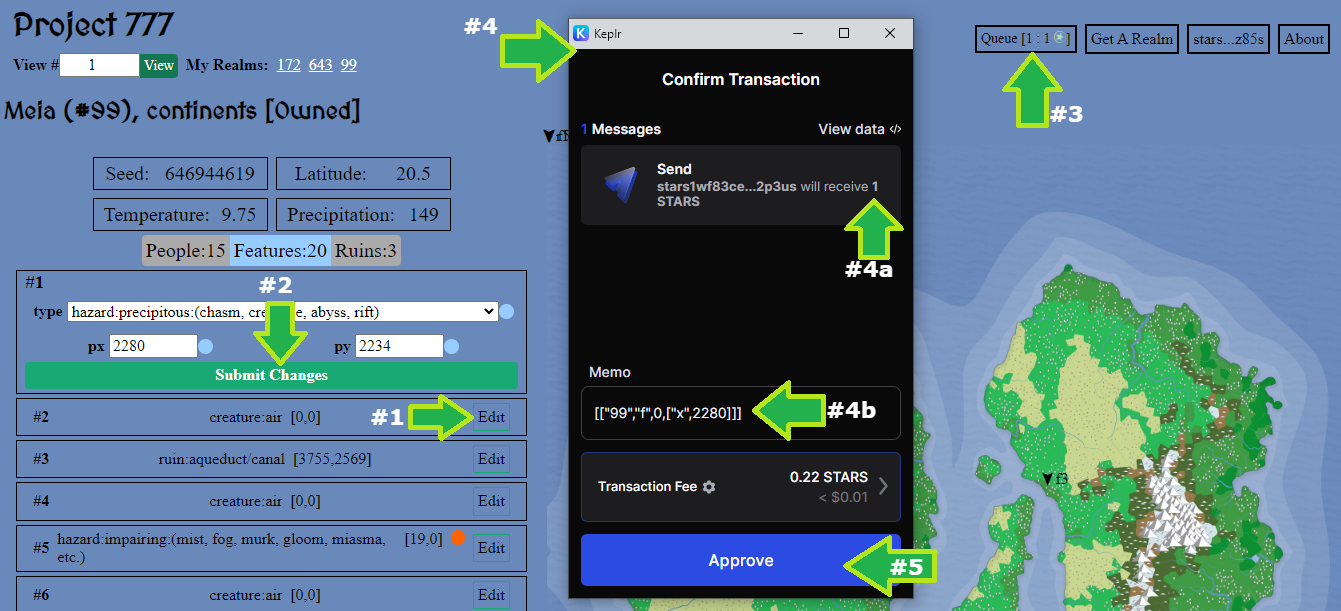 Project 777
View # 1 View My Realms: 172 643 99
Meia (#99), continents [Owned]
Seed: 646944619 Latitude: 20.5
Temperature: 9.75 Precipitation: 149
People:15 Features:20 Ruins:3
#1
#2
type hazard:precipitous:(chasm, abyss, rift)
px 2280 py 2234
Submit Changes
#2 creature:air [0,0] #1 Edit
#3 ruin:aqueduct/canal [3755,2569] Edit
#4 creature:air [0,0] Edit
#5 hazard:impairing:(mist, fog, murk, gloom, miasma, etc.) [19,0] Edit
#6 creature:air [0,0] Edit
#4
K Keplr
Confirm Transaction
1 Messages View data </>
Send
stars1wf83ce...2p3us will receive 1
STARS
#4a
Memo
[["99","f",0,["x",2280]]]
#4b
Transaction Fee 0.22 STARS
< $0.01
Approve
#5
Queue [1 : 1 ] Get A Realm stars...z85s About
#3
f3